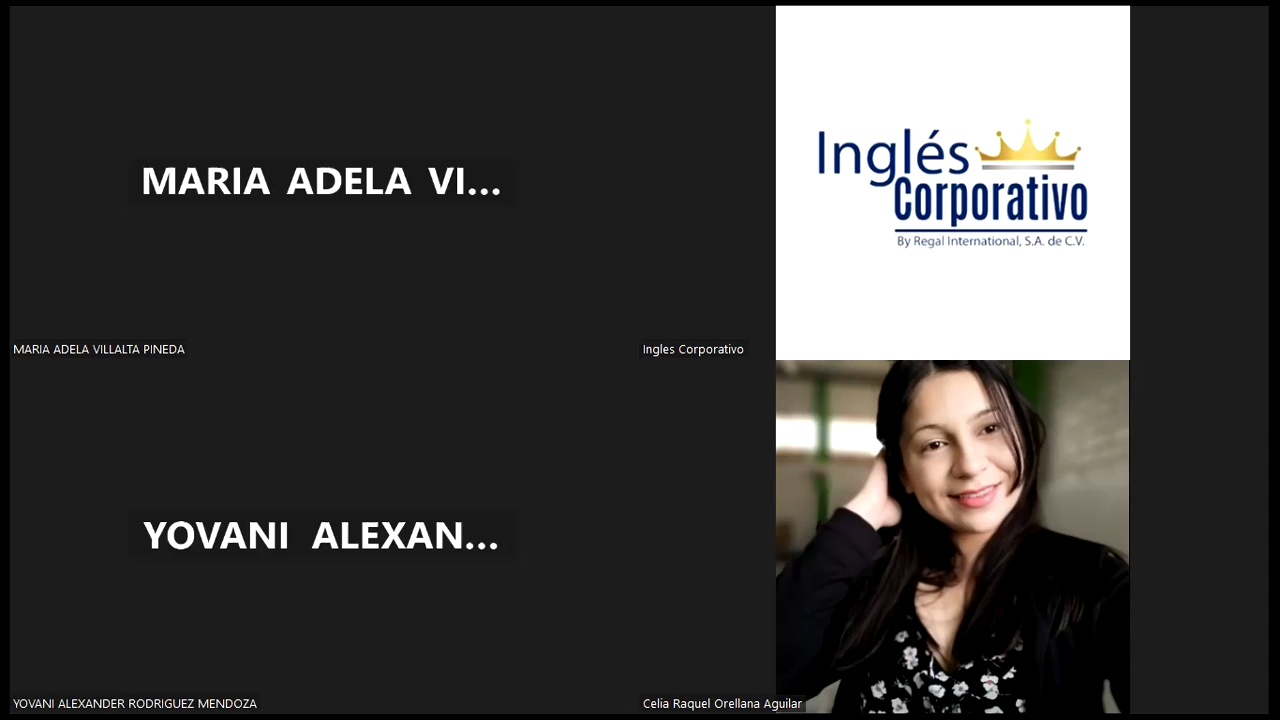 MARIA ADELA VI...
MARIA ADELA VILLALTA PINEDA
Inglés
Corporativo
By Regal International, S.A. de C.V.
Ingles Corporativo
YOVANI ALEXAN...
YOVANI ALEXANDER RODRIGUEZ MENDOZA
Celia Raquel Orellana Aguilar